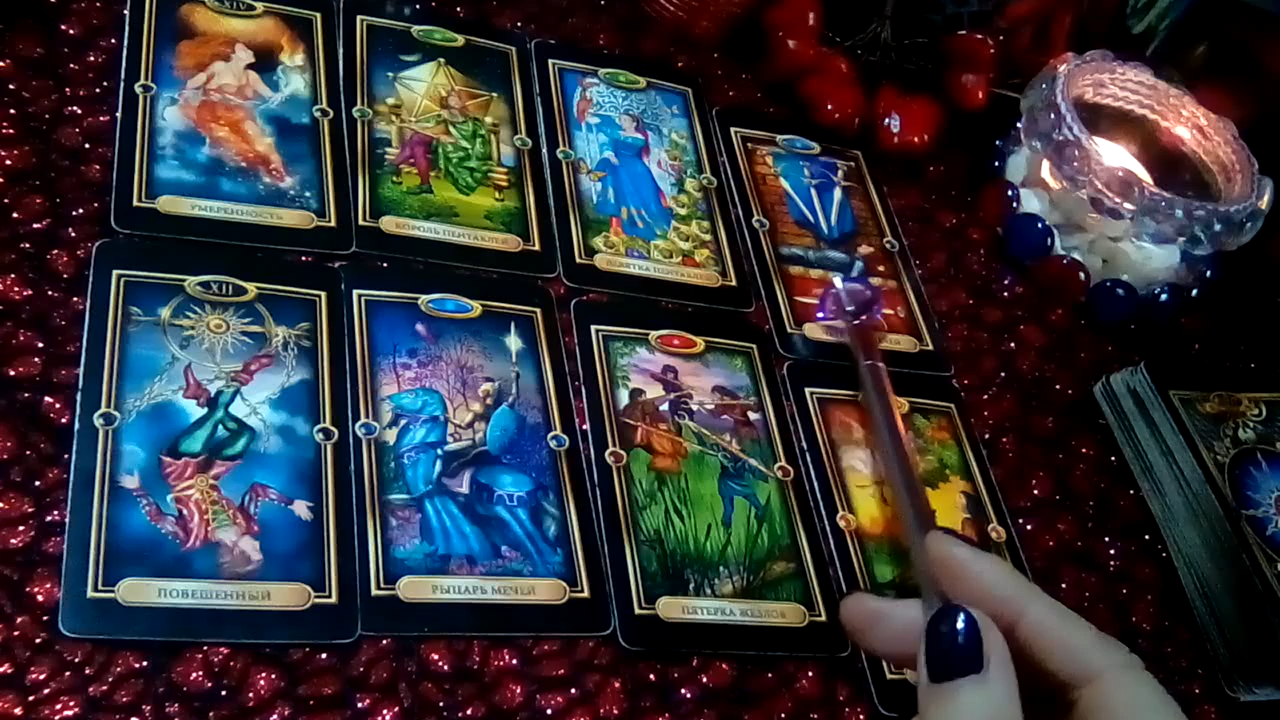 XIV
УМЕРЕННОСТЬ
КОРОЛЬ ПЕНТАКЛЕЙ
ДЕВЯТКА ПЕНТАКЛЕЙ
XII
ПОВЕШЕННЫЙ
РЫЦАРЬ МЕЧЕЙ
ПЯТЕРКА ЖЕЗЛОВ